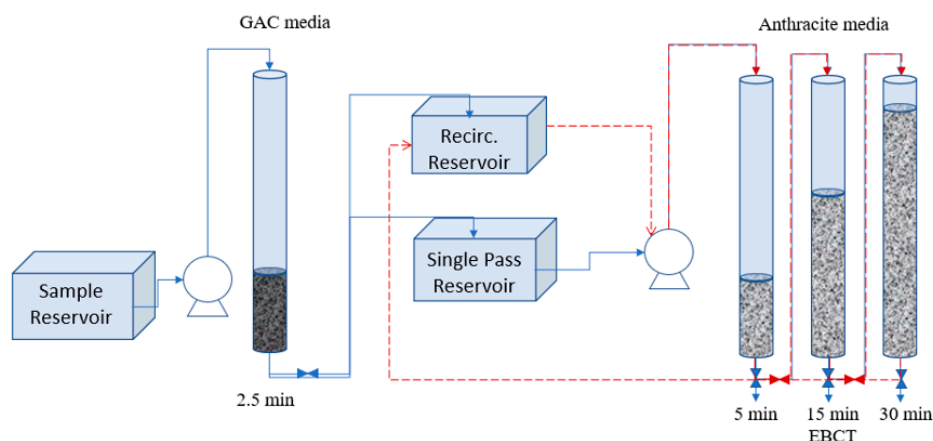 GAC media
Anthracite media
Recirc.
Reservoir
Single Pass
Reservoir
Sample
Reservoir
2.5 min
5 min
15 min
30 min
EBCT